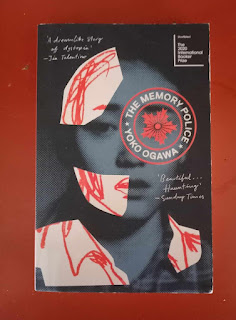 'A dreamlike story
of dystopia'
—Jia Tolentino
Shortlisted
The
2020
International
Booker
Prize
THE MEMORY POLICE
YOKO OGAWA
'Beautiful...
Haunting'
—Sunday Times